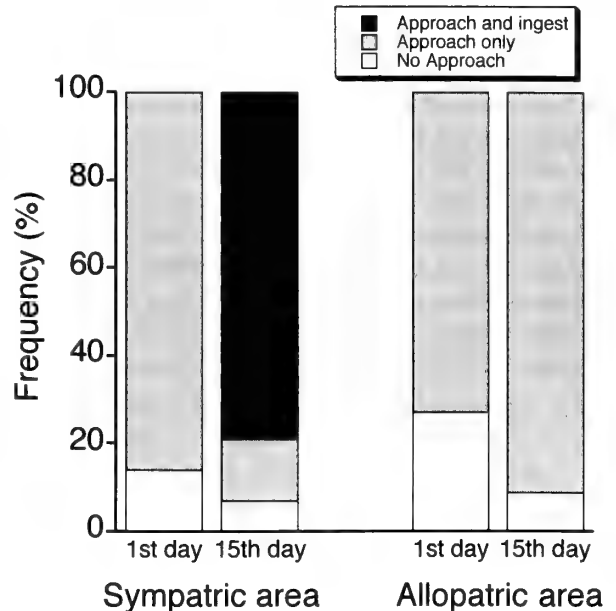 Approach and ingest
Approach only
No Approach
Frequency (%)
100
80
60
40
20
0
1st day 15th day 1st day 15th day
Sympatric area Allopatric area